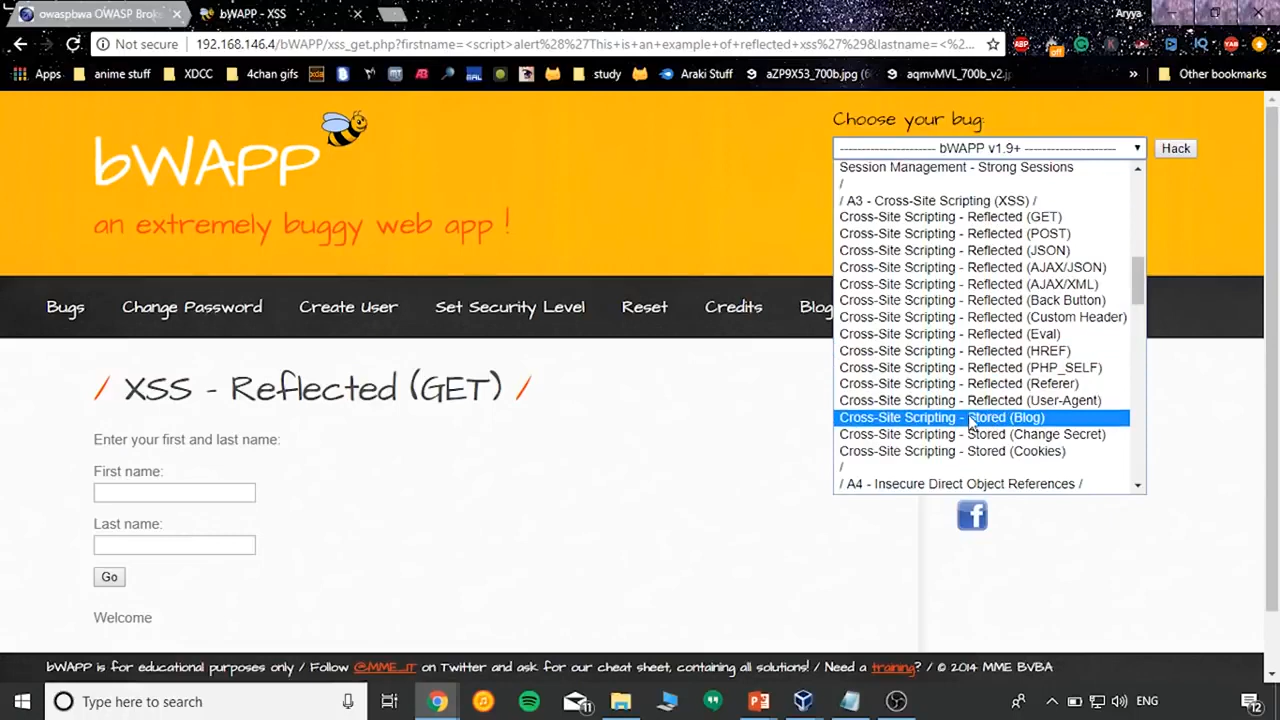 owaspbwa OWASP Brok
bWAPP - XSS
Aryya
Not secure
192.168.146.4/bWAPP/xss_get.php?firstname=<script>alert%28%27This+is+an+example+of+reflected+xss%27%29&lastname=<%2...
ABP
off
YAB
Apps
anime stuff
XDCC
4chan gifs
xda
study
Araki Stuff
aZP9X53_700b.jpg (6
aqmvMVL_700b_v2.j
»
Other bookmarks
bWAPP
an extremely buggy web app !
Choose your bug:
---------------------- bWAPP v1.9+ ----------------------
Hack
Session Management - Strong Sessions
/
/ A3 - Cross-Site Scripting (XSS) /
Cross-Site Scripting - Reflected (GET)
Cross-Site Scripting - Reflected (POST)
Cross-Site Scripting - Reflected (JSON)
Cross-Site Scripting - Reflected (AJAX/JSON)
Cross-Site Scripting - Reflected (AJAX/XML)
Cross-Site Scripting - Reflected (Back Button)
Cross-Site Scripting - Reflected (Custom Header)
Cross-Site Scripting - Reflected (Eval)
Cross-Site Scripting - Reflected (HREF)
Cross-Site Scripting - Reflected (PHP_SELF)
Cross-Site Scripting - Reflected (Referer)
Cross-Site Scripting - Reflected (User-Agent)
Cross-Site Scripting - Stored (Blog)
Cross-Site Scripting - Stored (Change Secret)
Cross-Site Scripting - Stored (Cookies)
/
/ A4 - Insecure Direct Object References /
Bugs
Change Password
Create User
Set Security Level
Reset
Credits
Blog
/ XSS - Reflected (GET) /
Enter your first and last name:
First name:
Last name:
Go
Welcome
bWAPP is for educational purposes only / Follow @MME_IT on Twitter and ask for our cheat sheet, containing all solutions! / Need a training? / © 2014 MME BVBA
Type here to search
11
ENG
12